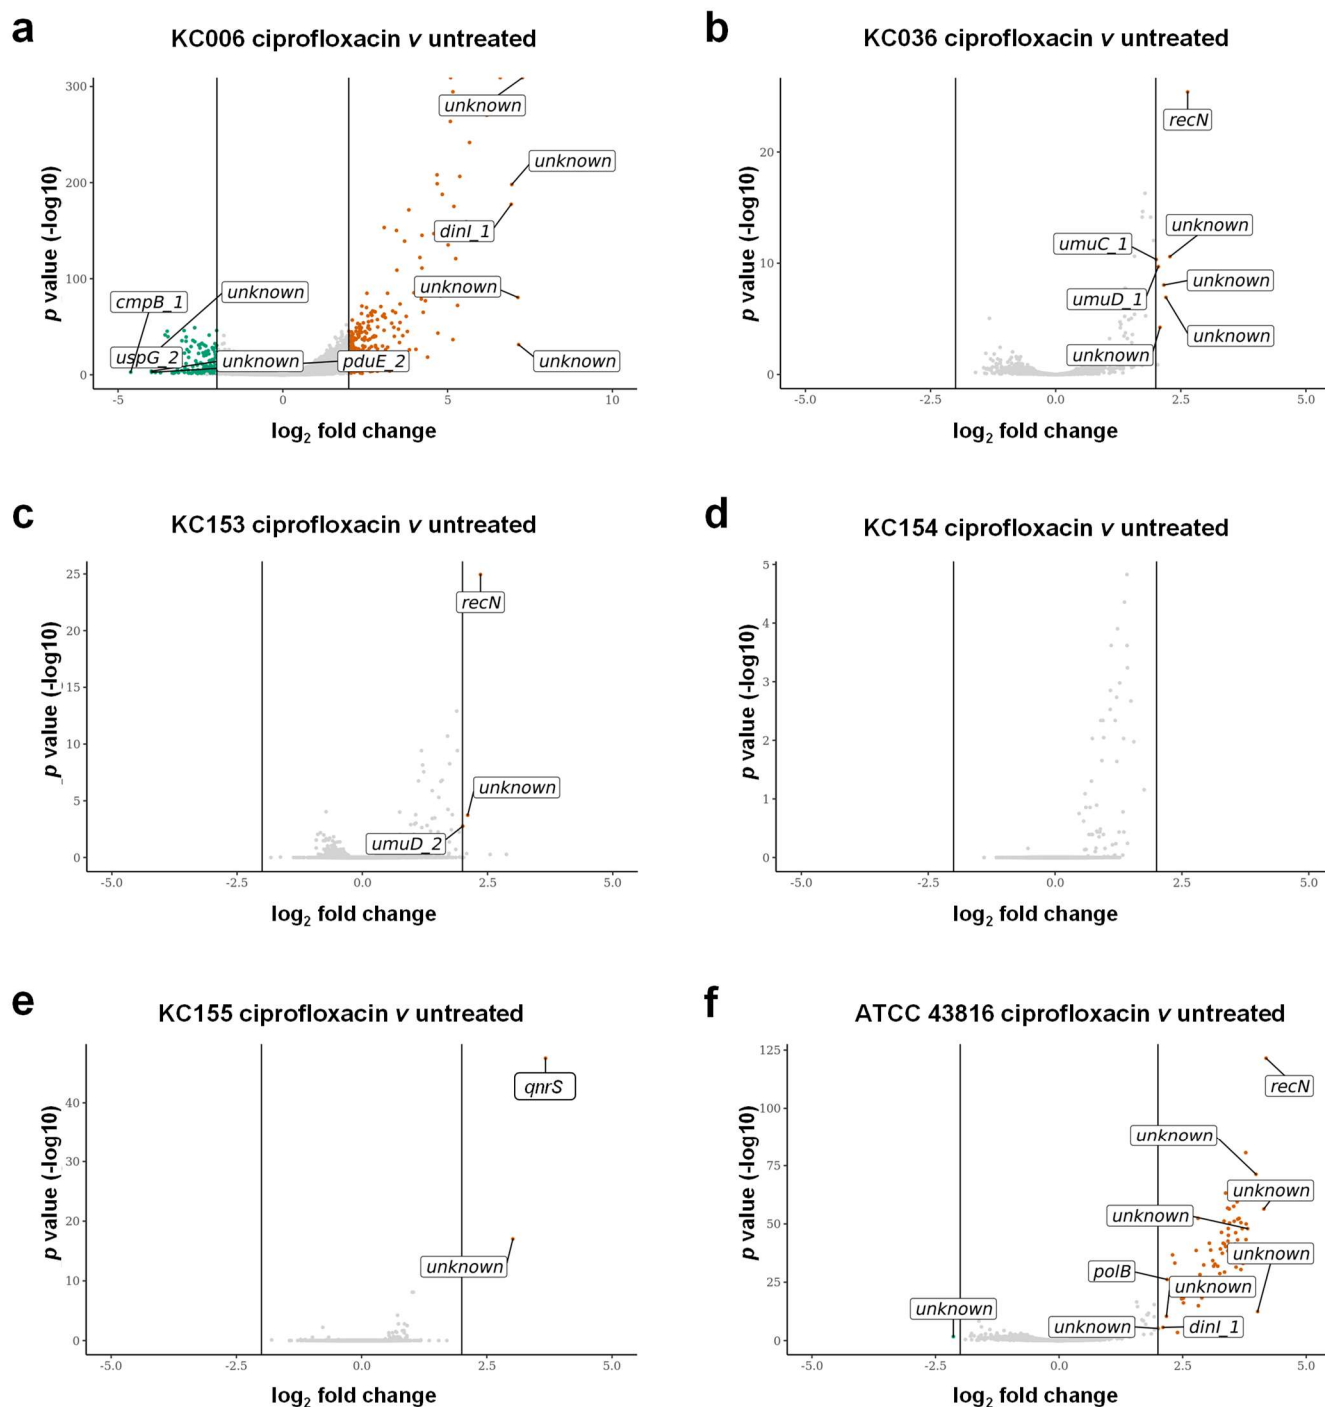 a
KC006 ciprofloxacin v untreated
p value (-log10)
300
200
100
0
unknown
unknown
dinI_1
unknown
cmpB_1
unknown
uspG_2
unknown
pduE_2
unknown
-5
0
5
10
log2 fold change
b
KC036 ciprofloxacin v untreated
p value (-log10)
20
10
0
recN
unknown
umuC_1
unknown
umuD_1
unknown
unknown
-5.0
-2.5
0.0
2.5
5.0
log2 fold change
c
KC153 ciprofloxacin v untreated
p value (-log10)
25
20
15
10
5
0
recN
unknown
umuD_2
-5.0
-2.5
0.0
2.5
5.0
log2 fold change
d
KC154 ciprofloxacin v untreated
p value (-log10)
5
4
3
2
1
0
-5.0
-2.5
0.0
2.5
5.0
log2 fold change
e
KC155 ciprofloxacin v untreated
p value (-log10)
40
30
20
10
0
qnrS
unknown
-5.0
-2.5
0.0
2.5
5.0
log2 fold change
f
ATCC 43816 ciprofloxacin v untreated
p value (-log10)
125
100
75
50
25
0
recN
unknown
unknown
unknown
unknown
polB
unknown
unknown
unknown
dinI_1
-5.0
-2.5
0.0
2.5
5.0
log2 fold change